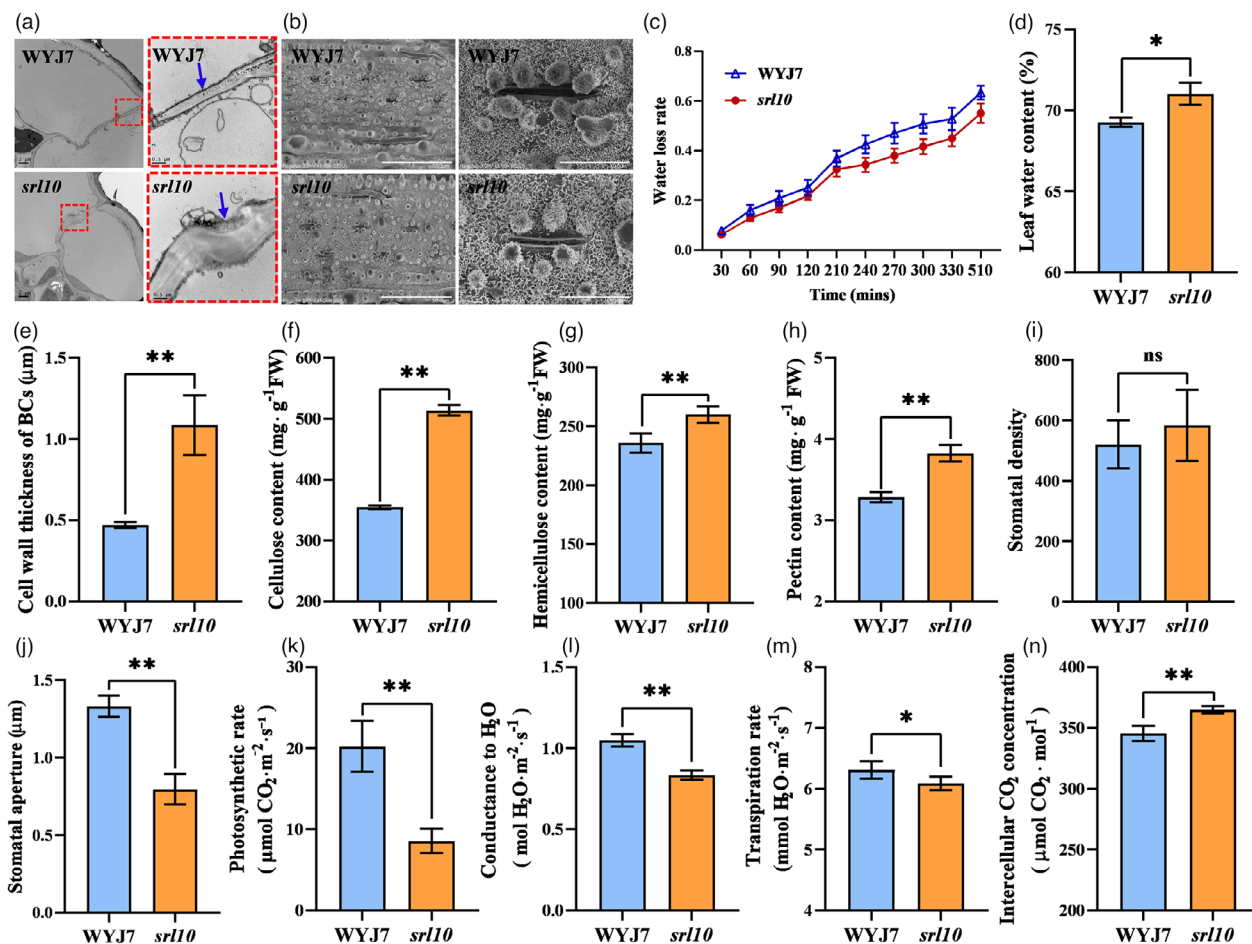 (a)
WYJ7
WYJ7
srl10
srl10
(b)
WYJ7
srl10
(c)
0.8
0.6
0.4
0.2
0.0
Water loss rate
WYJ7
srl10
30 60 90 120 210 240 270 300 330 510
Time (mins)
(d)
Leaf water content (%)
75
70
65
60
*
WYJ7 srl10
(e)
Cell wall thickness of BCs (μm)
1.5
1.0
0.5
0.0
**
WYJ7 srl10
(f)
Cellulose content (mg· g⁻¹FW)
600
500
400
300
200
**
WYJ7 srl10
(g)
Hemicellulose content (mg·g⁻¹FW)
300
250
200
150
100
**
WYJ7 srl10
(h)
Pectin content (mg· g⁻¹ FW)
5
4
3
2
**
WYJ7 srl10
(i)
Stomatal density
800
600
400
200
0
ns
WYJ7 srl10
(j)
Stomatal aperture (μm)
1.5
1.0
0.5
0.0
**
WYJ7 srl10
(k)
Photosynthetic rate
( μmol CO₂·m⁻²·s⁻¹ )
30
20
10
0
**
WYJ7 srl10
(l)
Conductance to H₂O
( mol H₂O·m⁻²·s⁻¹ )
1.5
1.0
0.5
0.0
**
WYJ7 srl10
(m)
Transpiration rate
(mmol H₂O·m⁻²·s⁻¹)
8
7
6
5
4
*
WYJ7 srl10
(n)
Intercellular CO₂ concentration
( μmol CO₂ · mol⁻¹ )
400
350
300
250
200
**
WYJ7 srl10